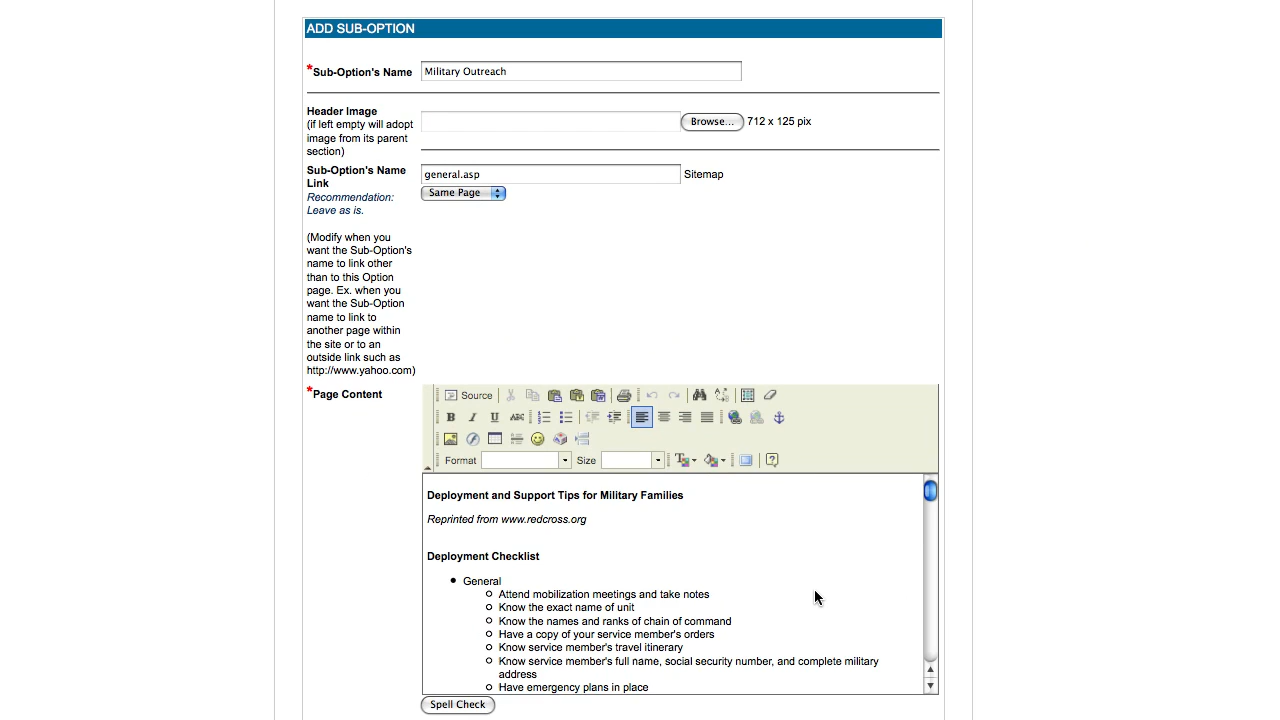 ADD SUB-OPTION
*Sub-Option's Name Military Outreach
Header Image
(if left empty will adopt
image from its parent
section)
Browse... 712 x 125 pix
Sub-Option's Name
Link
Recommendation:
Leave as is.
general.asp Sitemap
Same Page
(Modify when you
want the Sub-Option's
name to link other
than to this Option
page. Ex. when you
want the Sub-Option
name to link to
another page within
the site or to an
outside link such as
http://www.yahoo.com)
*Page Content
Source
B I U ABC
Format Size
Deployment and Support Tips for Military Families
Reprinted from www.redcross.org
Deployment Checklist
General
Attend mobilization meetings and take notes
Know the exact name of unit
Know the names and ranks of chain of command
Have a copy of your service member's orders
Know service member's travel itinerary
Know service member's full name, social security number, and complete military
address
Have emergency plans in place
Spell Check